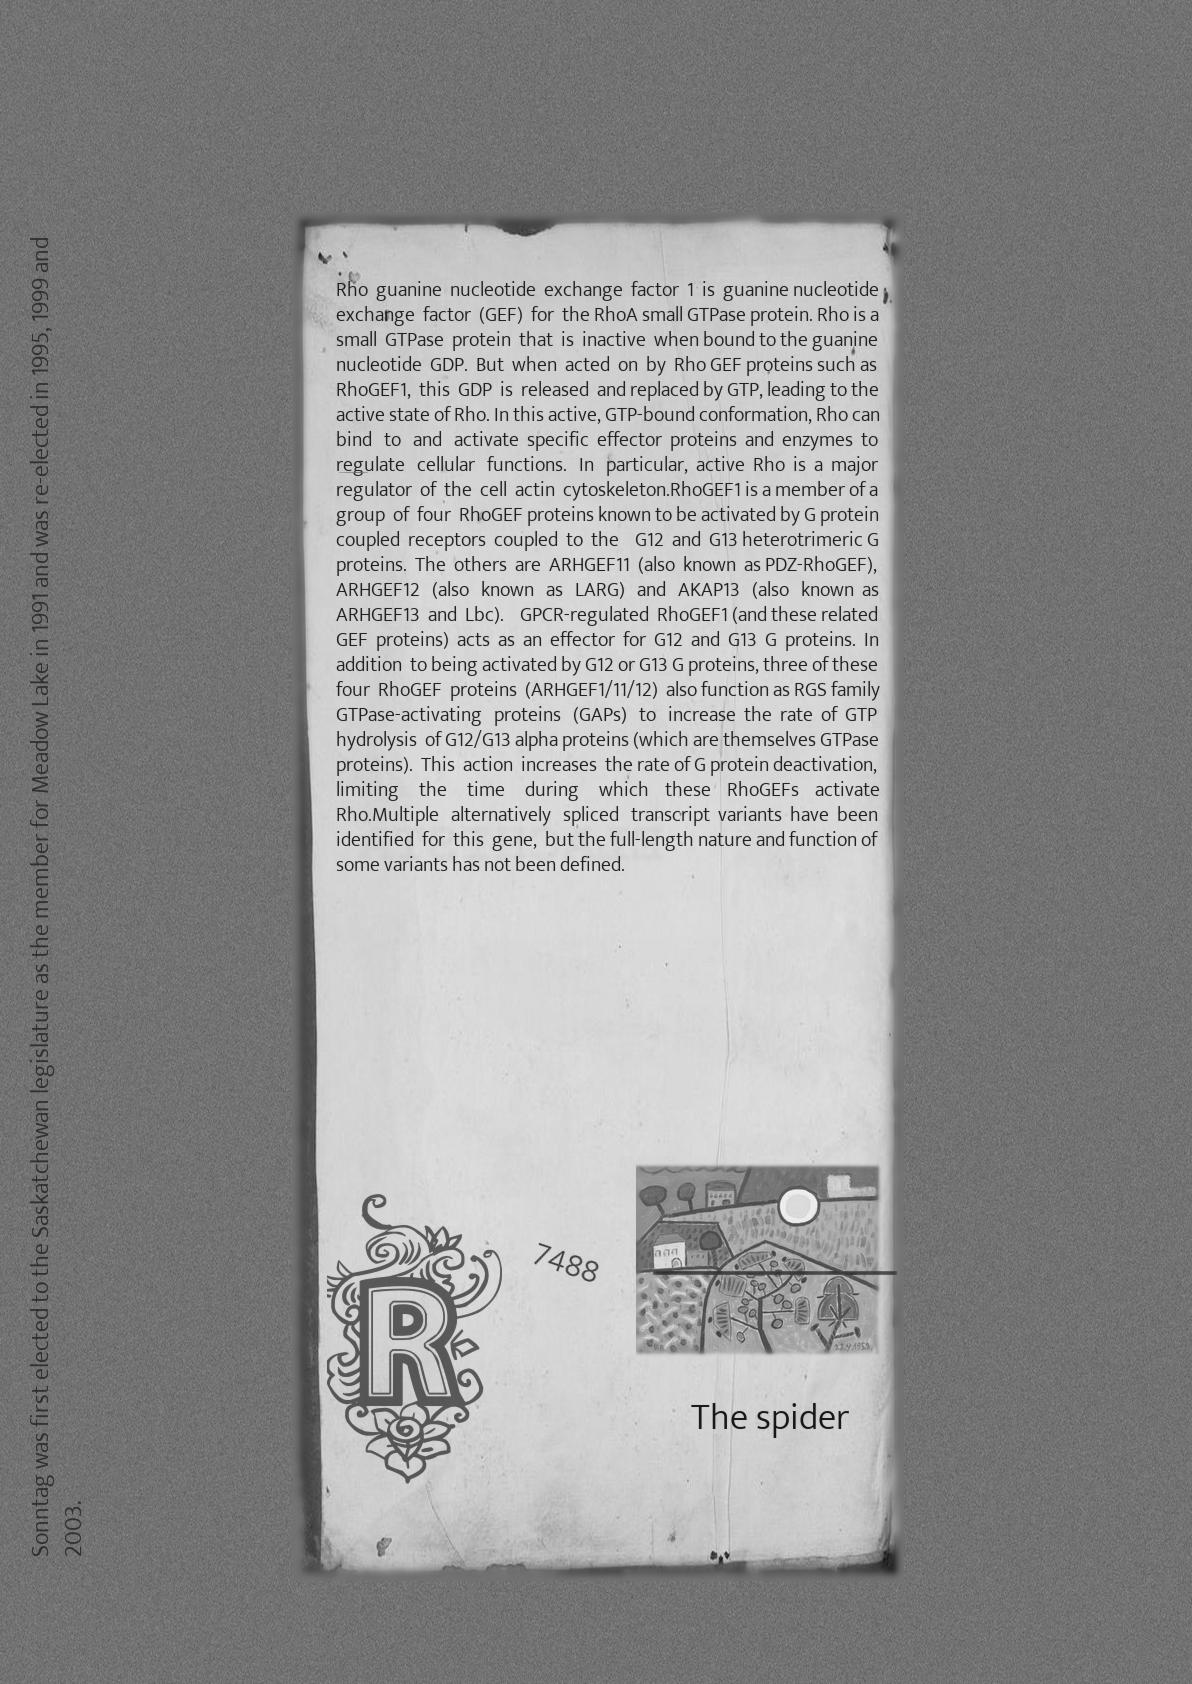 Sonntag was first elected to the Saskatchewan legislature as the member for Meadow Lake in 1991 and was re-elected in 1995, 1999 and
2003.
Rho guanine nucleotide exchange factor 1 is guanine nucleotide
exchange factor (GEF) for the RhoA small GTPase protein. Rho is a
small GTPase protein that is inactive when bound to the guanine
nucleotide GDP. But when acted on by Rho GEF proteins such as
RhoGEF1, this GDP is released and replaced by GTP, leading to the
active state of Rho. In this active, GTP-bound conformation, Rho can
bind to and activate specific effector proteins and enzymes to
regulate cellular functions. In particular, active Rho is a major
regulator of the cell actin cytoskeleton.RhoGEF1 is a member of a
group of four RhoGEF proteins known to be activated by G protein
coupled receptors coupled to the G12 and G13 heterotrimeric G
proteins. The others are ARHGEF11 (also known as PDZ-RhoGEF),
ARHGEF12 (also known as LARG) and AKAP13 (also known as
ARHGEF13 and Lbc). GPCR-regulated RhoGEF1 (and these related
GEF proteins) acts as an effector for G12 and G13 G proteins. In
addition to being activated by G12 or G13 G proteins, three of these
four RhoGEF proteins (ARHGEF1/11/12) also function as RGS family
GTPase-activating proteins (GAPs) to increase the rate of GTP
hydrolysis of G12/G13 alpha proteins (which are themselves GTPase
proteins). This action increases the rate of G protein deactivation,
limiting the time during which these RhoGEFs activate
Rho.Multiple alternatively spliced transcript variants have been
identified for this gene, but the full-length nature and function of
some variants has not been defined.
R
7488
The spider